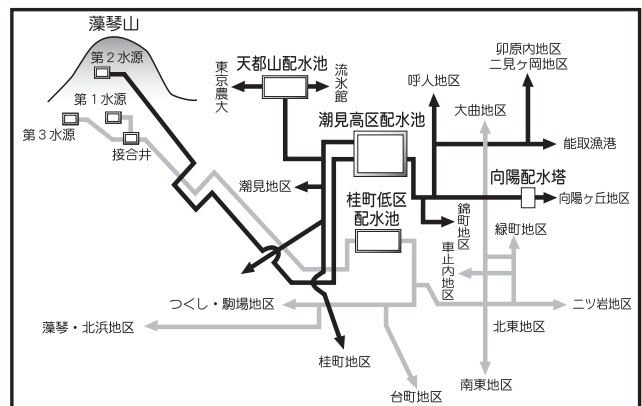 藻琴山
第2水源
第1水源
第3水源
接合井
東京農大
天都山配水池
流氷館
卯原内地区
二見ヶ岡地区
呼人地区
大曲地区
潮見高区配水池
能取漁港
潮見地区
向陽配水塔
向陽ヶ丘地区
桂町低区
配水池
錦町地区
緑町地区
車止内地区
つくし・駒場地区
二ツ岩地区
藻琴・北浜地区
北東地区
桂町地区
台町地区
南東地区